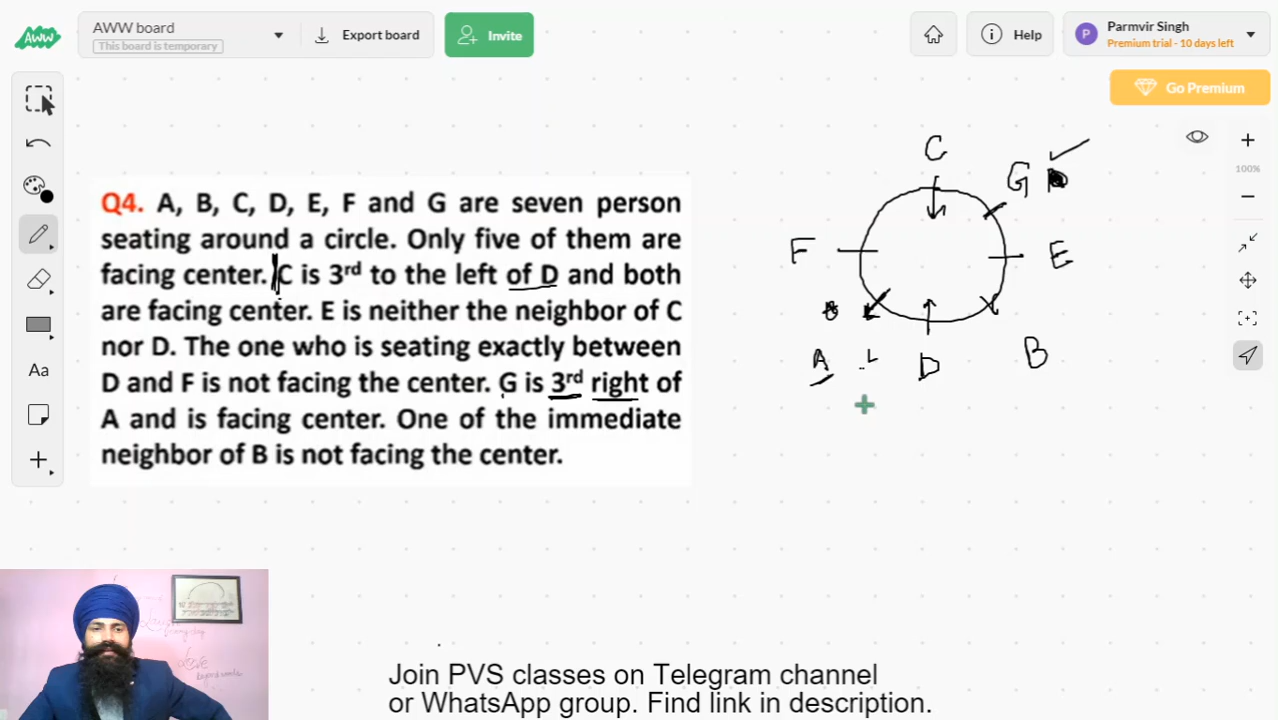 AWW
AWW board
This board is temporary
Export board
Invite
Help
P
Parmvir Singh
Premium trial - 10 days left
Go Premium
100%
Aa
Q4. A, B, C, D, E, F and G are seven person
seating around a circle. Only five of them are
facing center. C is 3rd to the left of D and both
are facing center. E is neither the neighbor of C
nor D. The one who is seating exactly between
D and F is not facing the center. G is 3rd right of
A and is facing center. One of the immediate
neighbor of B is not facing the center.
C
G
F
E
A
L
D
B
Join PVS classes on Telegram channel
or WhatsApp group. Find link in description.